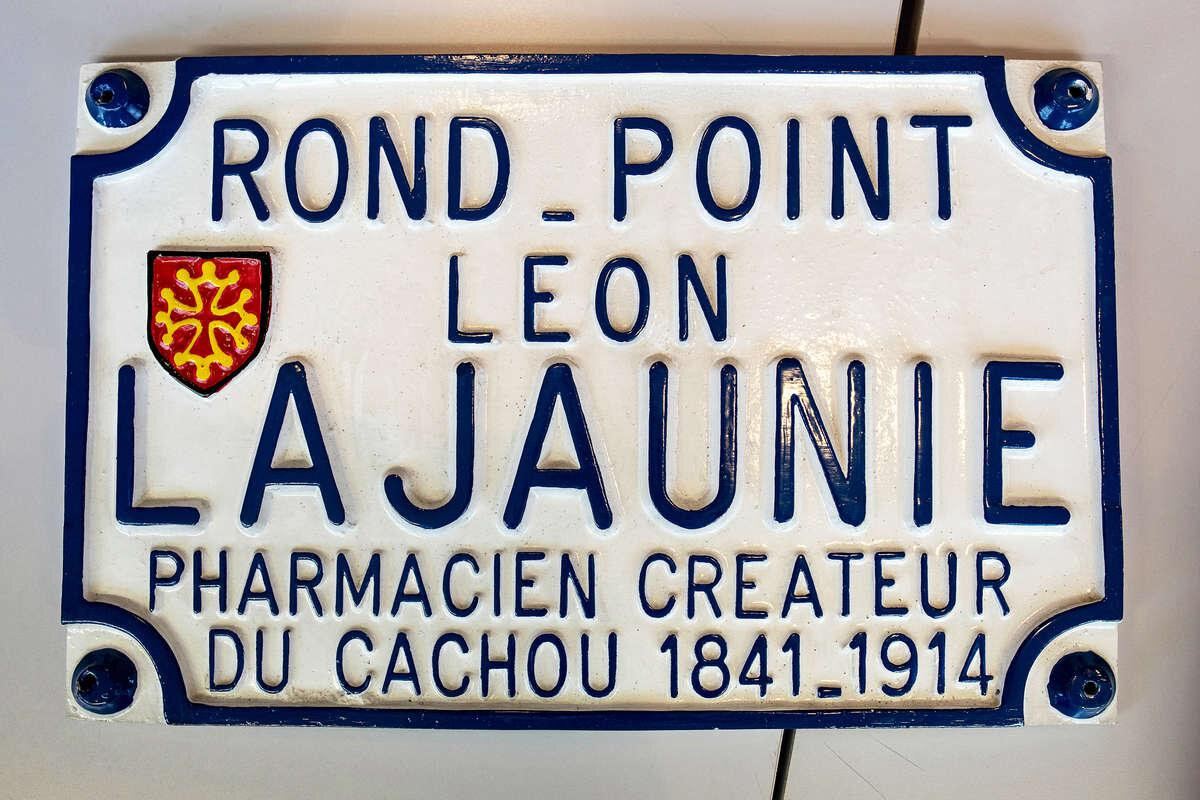 ROND_POINT
LEON
LAJAUNIE
PHARMACIEN CREATEUR
DU CACHOU 1841_1914